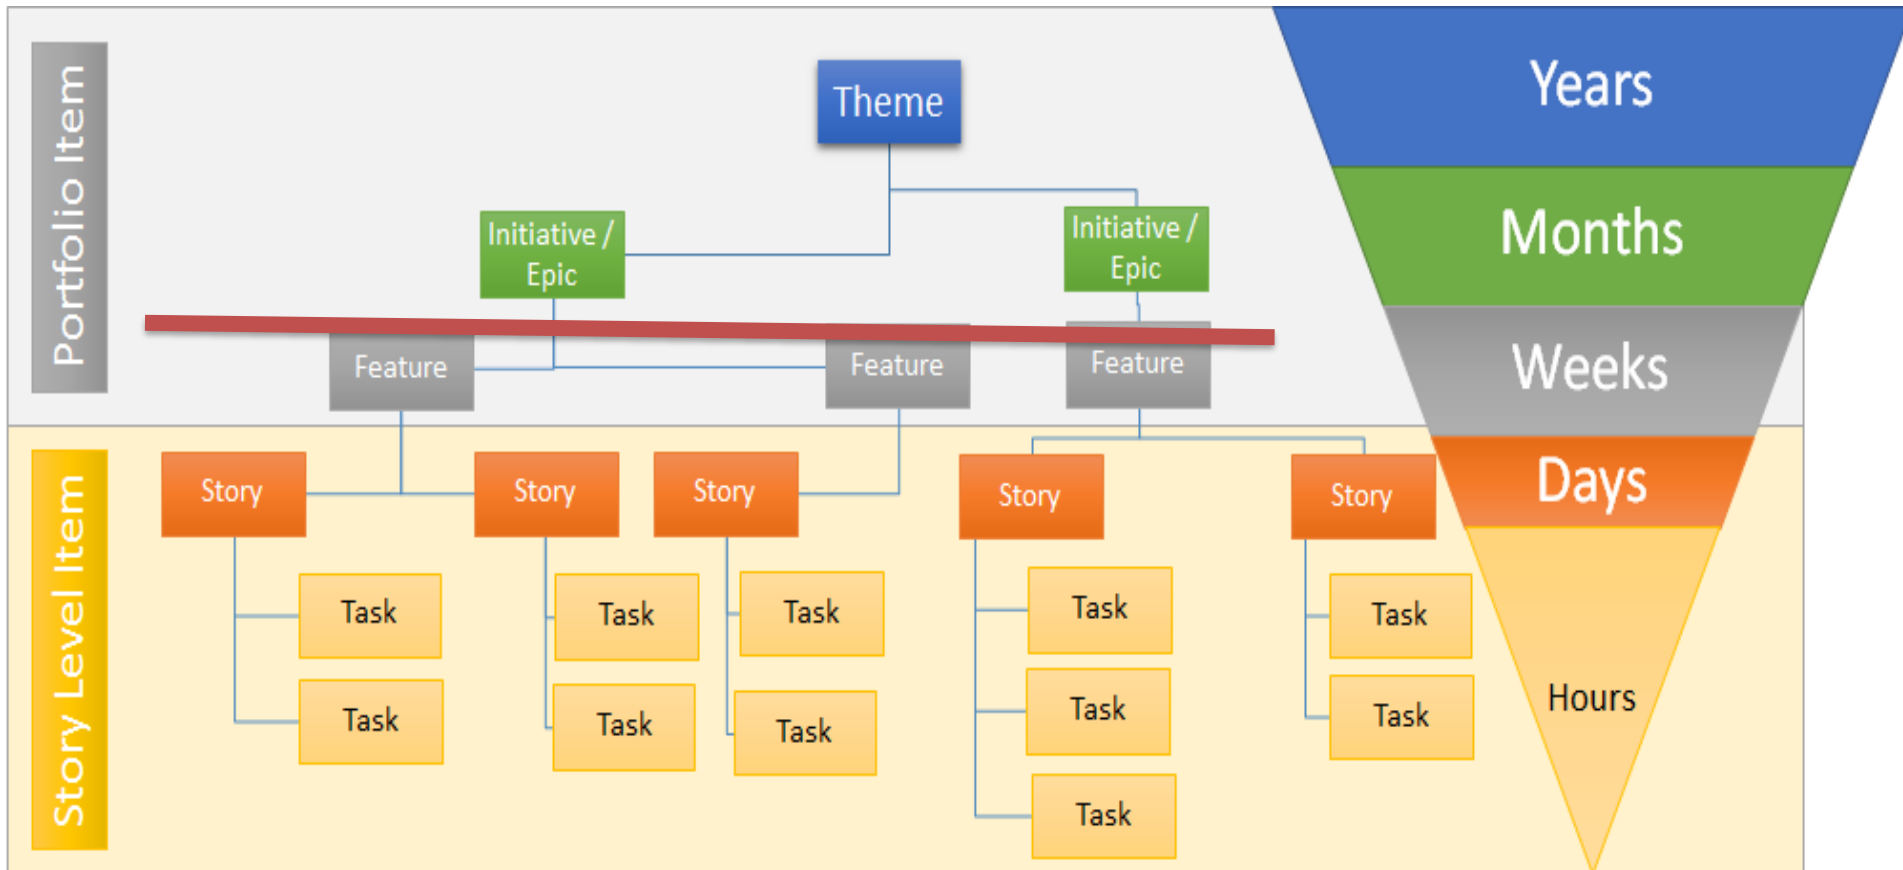 Portfolio Item
Theme
Years
Initiative /
Epic
Initiative /
Epic
Months
Feature
Feature
Feature
Weeks
Story Level Item
Story
Story
Story
Story
Story
Days
Task
Task
Task
Task
Task
Task
Task
Task
Task
Task
Task
Hours